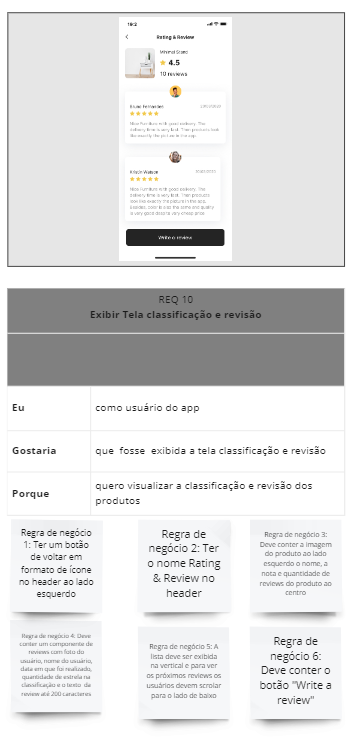 19:2
Rating & Review
Minimal Stand
4.5
10 reviews
Bruno Fernandes
Nice Furniture with good delivery. The
delivery time is very fast. Then products look
like exactly the picture in the app.
Kristin Watson
Nice Furniture with good delivery. The
delivery time is very fast. Then products
look like exactly the picture in the app.
Besides, color is also the same and quality
is very good despite very cheap price
Write a review
REQ 10
Exibir Tela classificação e revisão
Eu
como usuário do app
Gostaria
que fosse exibida a tela classificação e revisão
Porque
quero visualizar a classificação e revisão dos
produtos
Regra de negócio
1: Ter um botão
de voltar em
formato de ícone
no header ao lado
esquerdo
Regra de
negócio 2: Ter
o nome Rating
& Review no
header
Regra de negócio 3:
Deve conter a imagem
do produto ao lado
esquerdo o nome, a
nota e quantidade de
reviews do produto ao
centro
Regra de negócio 4: Deve
conter um componente de
reviews com foto do
usuário, nome do usuário,
data em que foi realizado,
quantidade de estrela na
classificação e o texto da
review até 200 caracteres
Regra de negócio 5: A
lista deve ser exibida
na vertical e para ver
os próximos reviews os
usuários devem scrolar
para o lado de baixo
Regra de
negócio 6:
Deve conter o
botão "Write a
review"